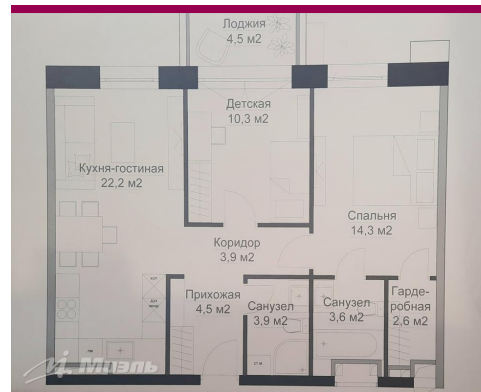 Лоджия
4,5 м2
Детская
10,3 м2
Кухня-гостиная
22,2 м2
Спальня
14,3 м2
Коридор
3,9 м2
Прихожая
4,5 м2
Санузел
3,9 м2
Санузел
3,6 м2
Гарде-
робная
2,6 м2
Мпэль